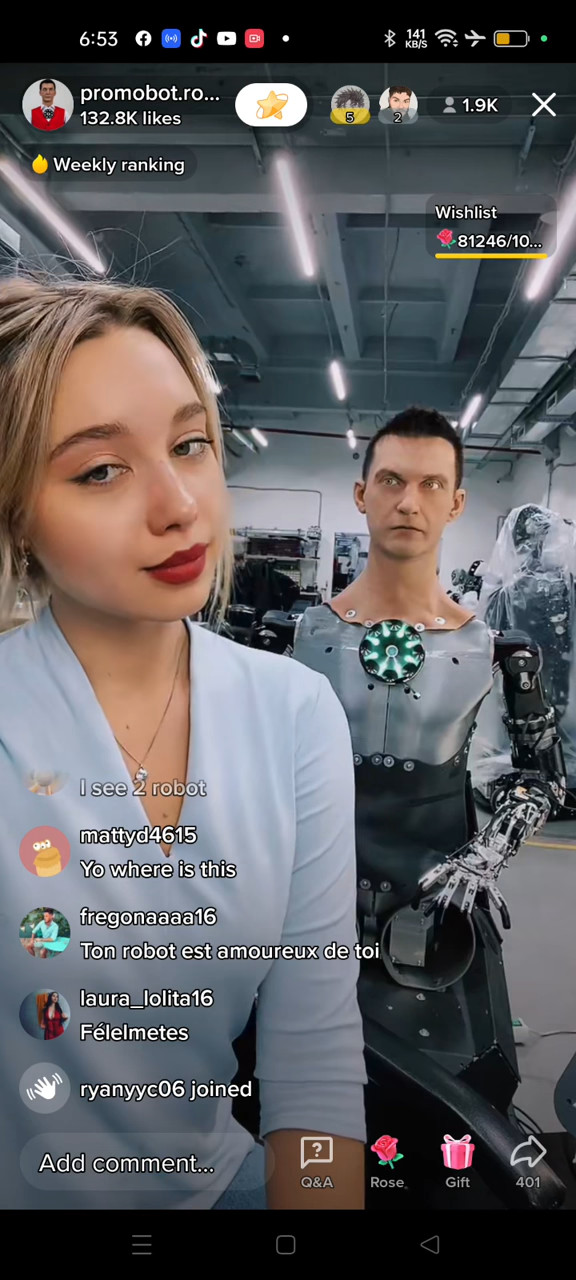 6:53
141
KB/S
promobot.ro...
132.8K likes
5
2
1.9K
Weekly ranking
Wishlist
81246/10...
I see 2 robot
mattyd4615
Yo where is this
fregonaaaa16
Ton robot est amoureux de toi
laura_lolita16
Félelmetes
ryanyyc06 joined
Add comment...
Q&A
Rose
Gift
401